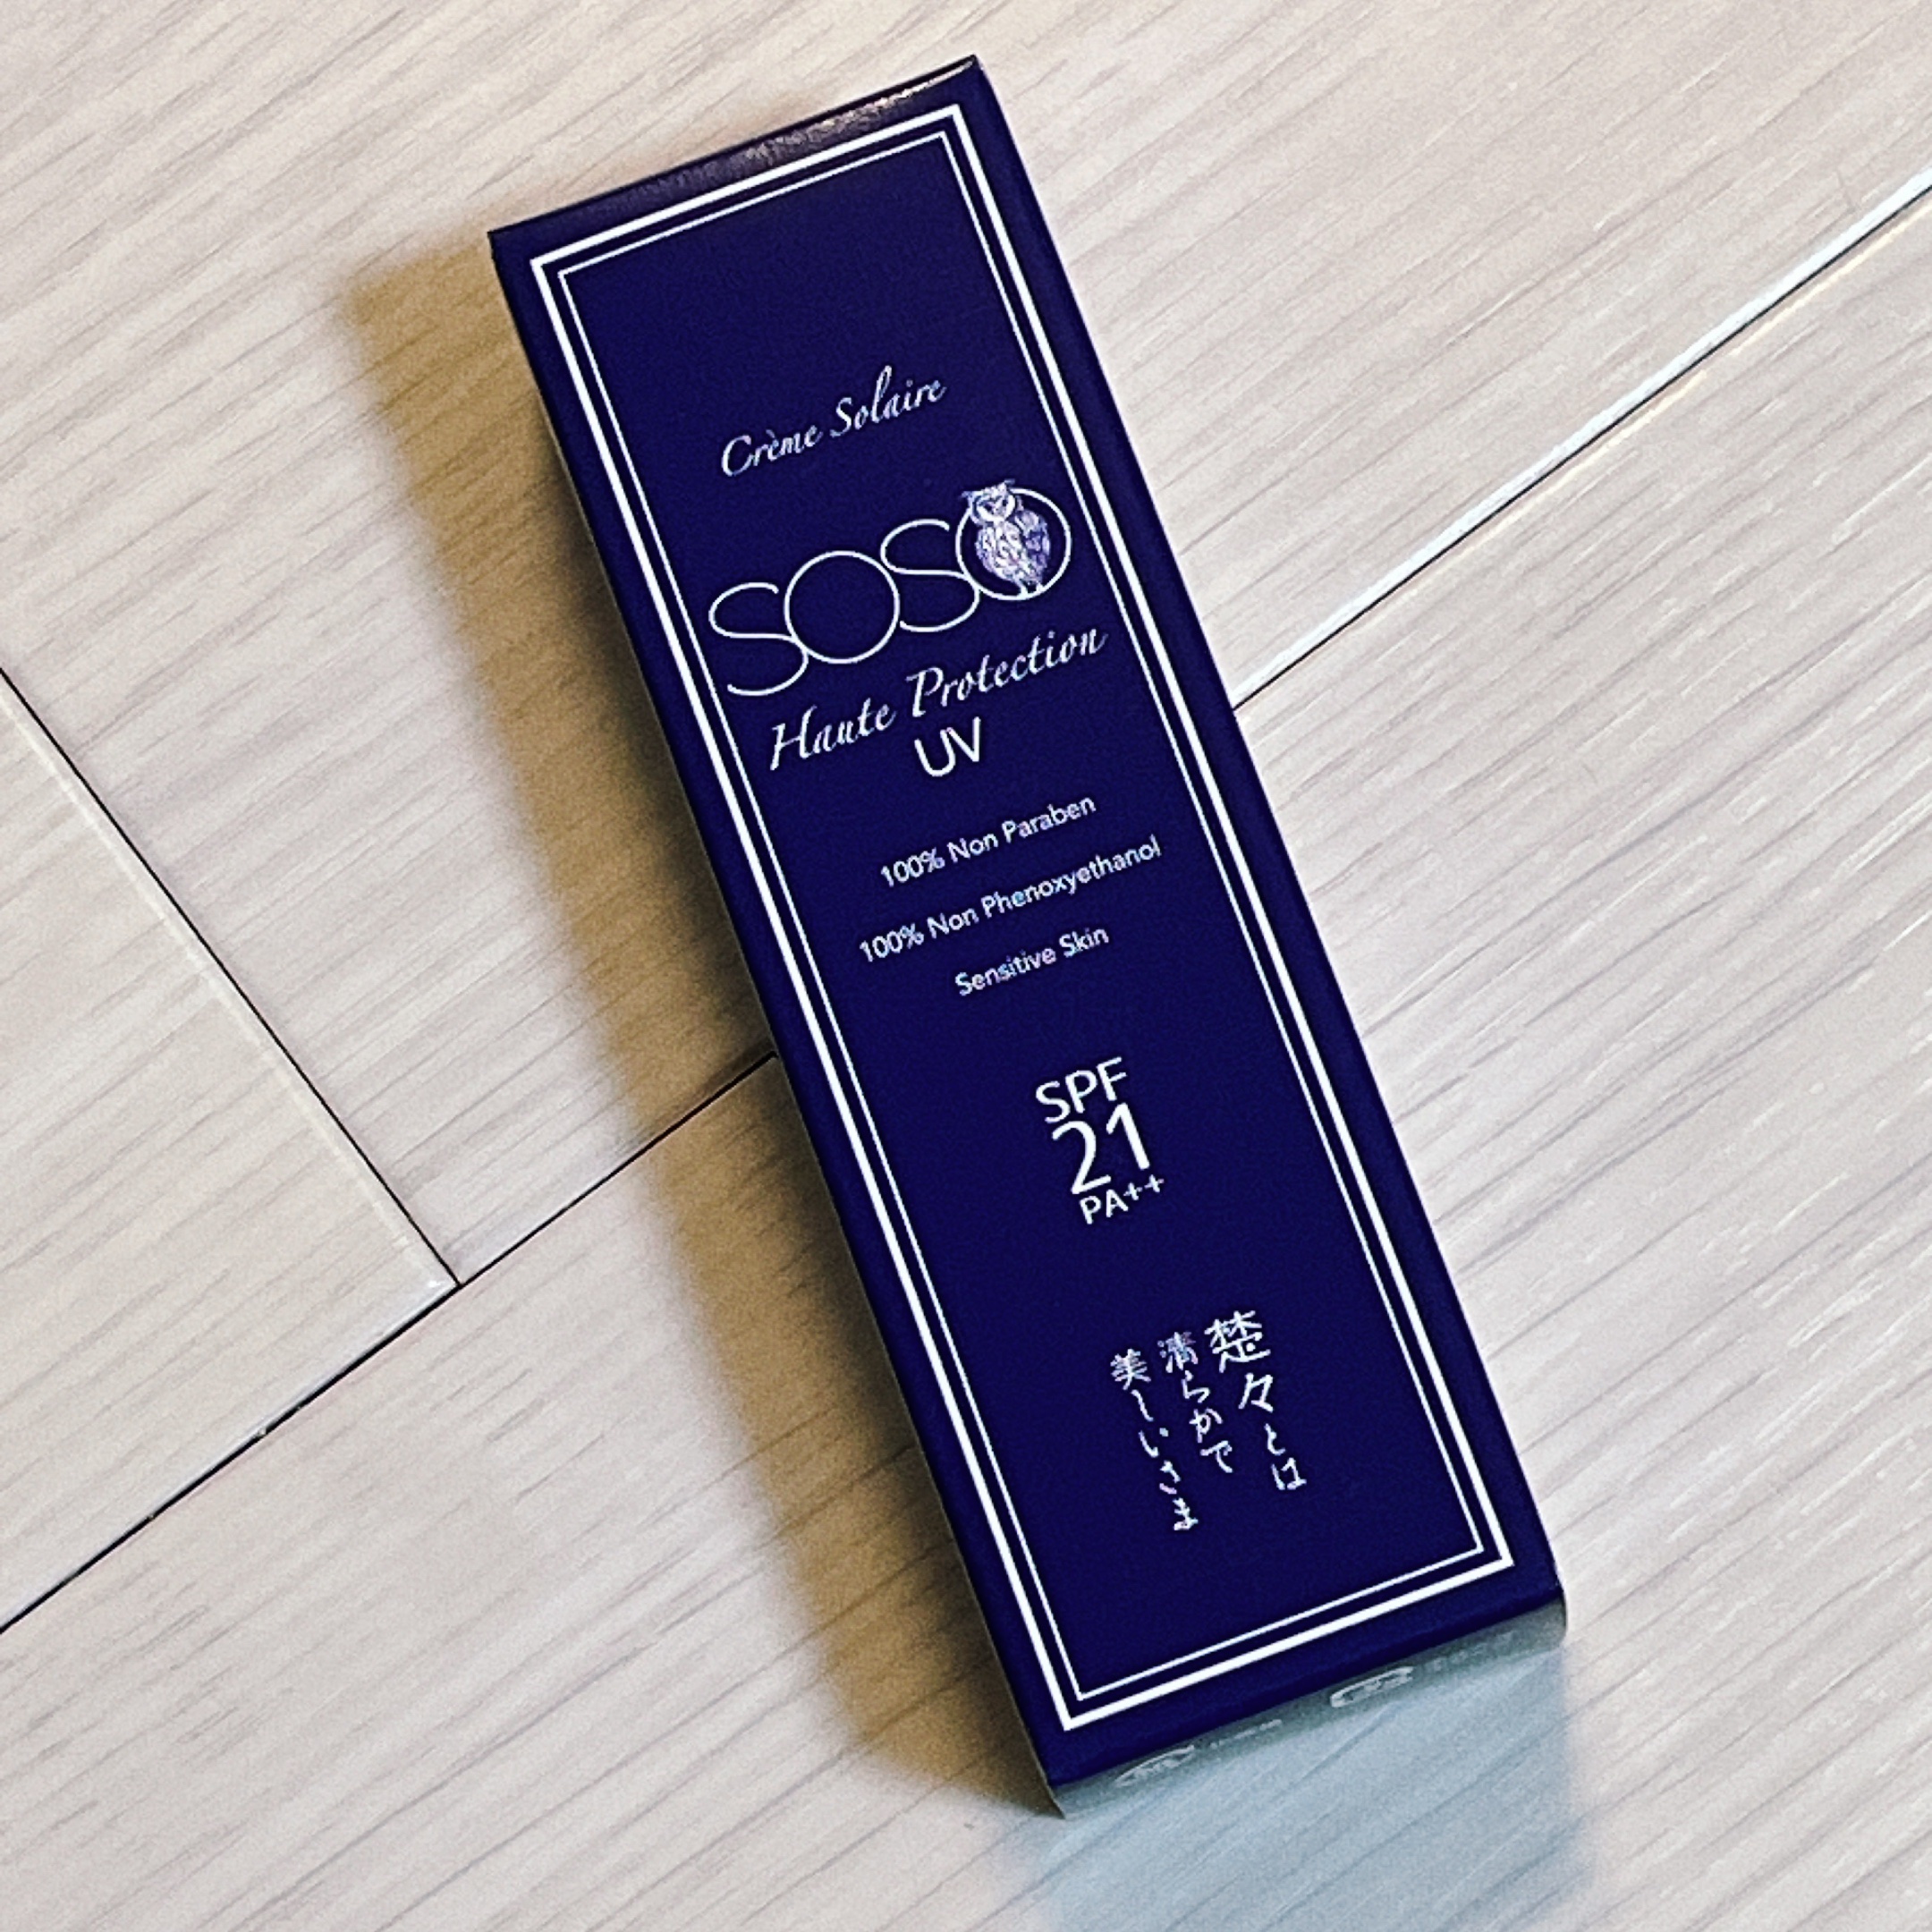 Crème Solaire
SOSO
Haute Protection
UV
100% Non Paraben
100% Non Phenoxyethanol
Sensitive Skin
SPF
21
PA++
楚々とは
清らかで
美しいさま